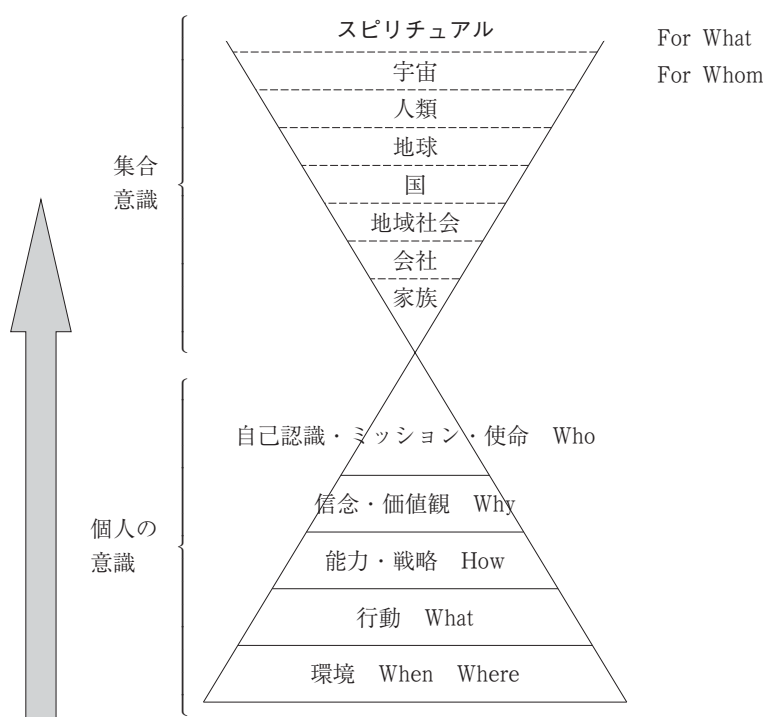 スピリチュアル
For What
宇宙
For Whom
人類
地球
集合
意識
国
地域社会
会社
家族
自己認識・ミッション・使命　Who
信念・価値観　Why
個人の
意識
能力・戦略　How
行動　What
環境　When　Where